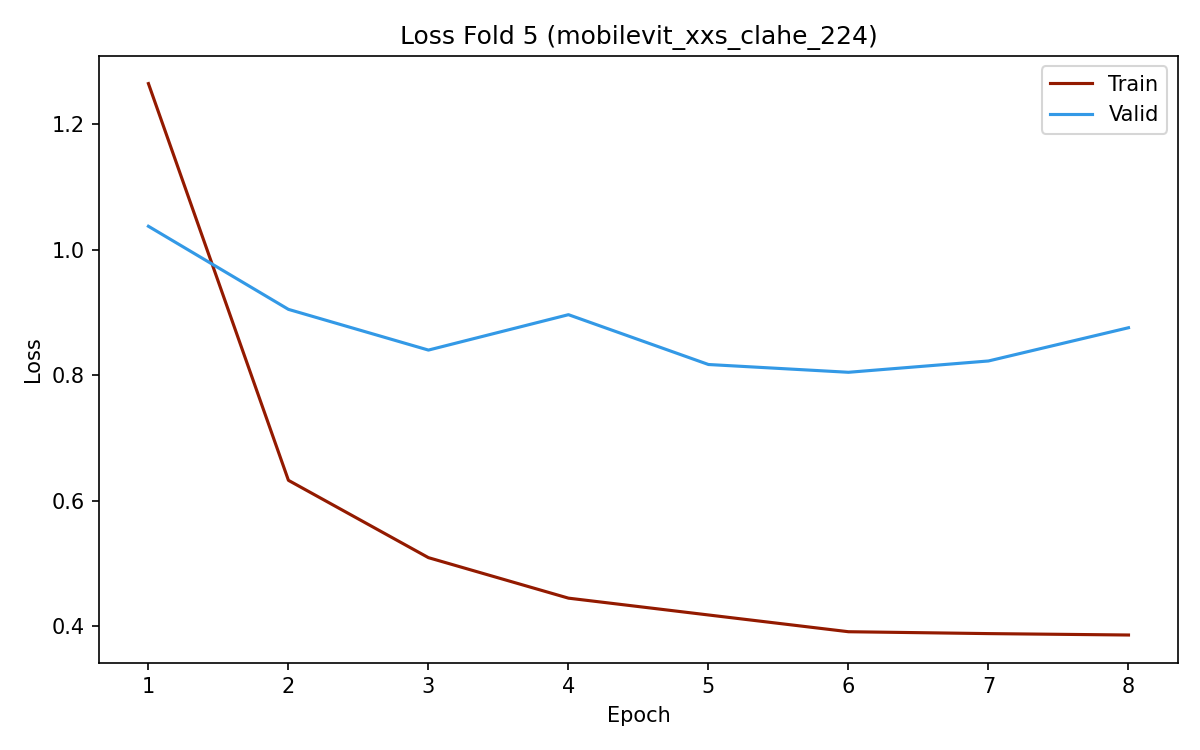 Loss Fold 5 (mobilevit_xxs_clahe_224)
Train
Valid
1.2
1.0
0.8
0.6
0.4
Loss
1 2 3 4 5 6 7 8
Epoch